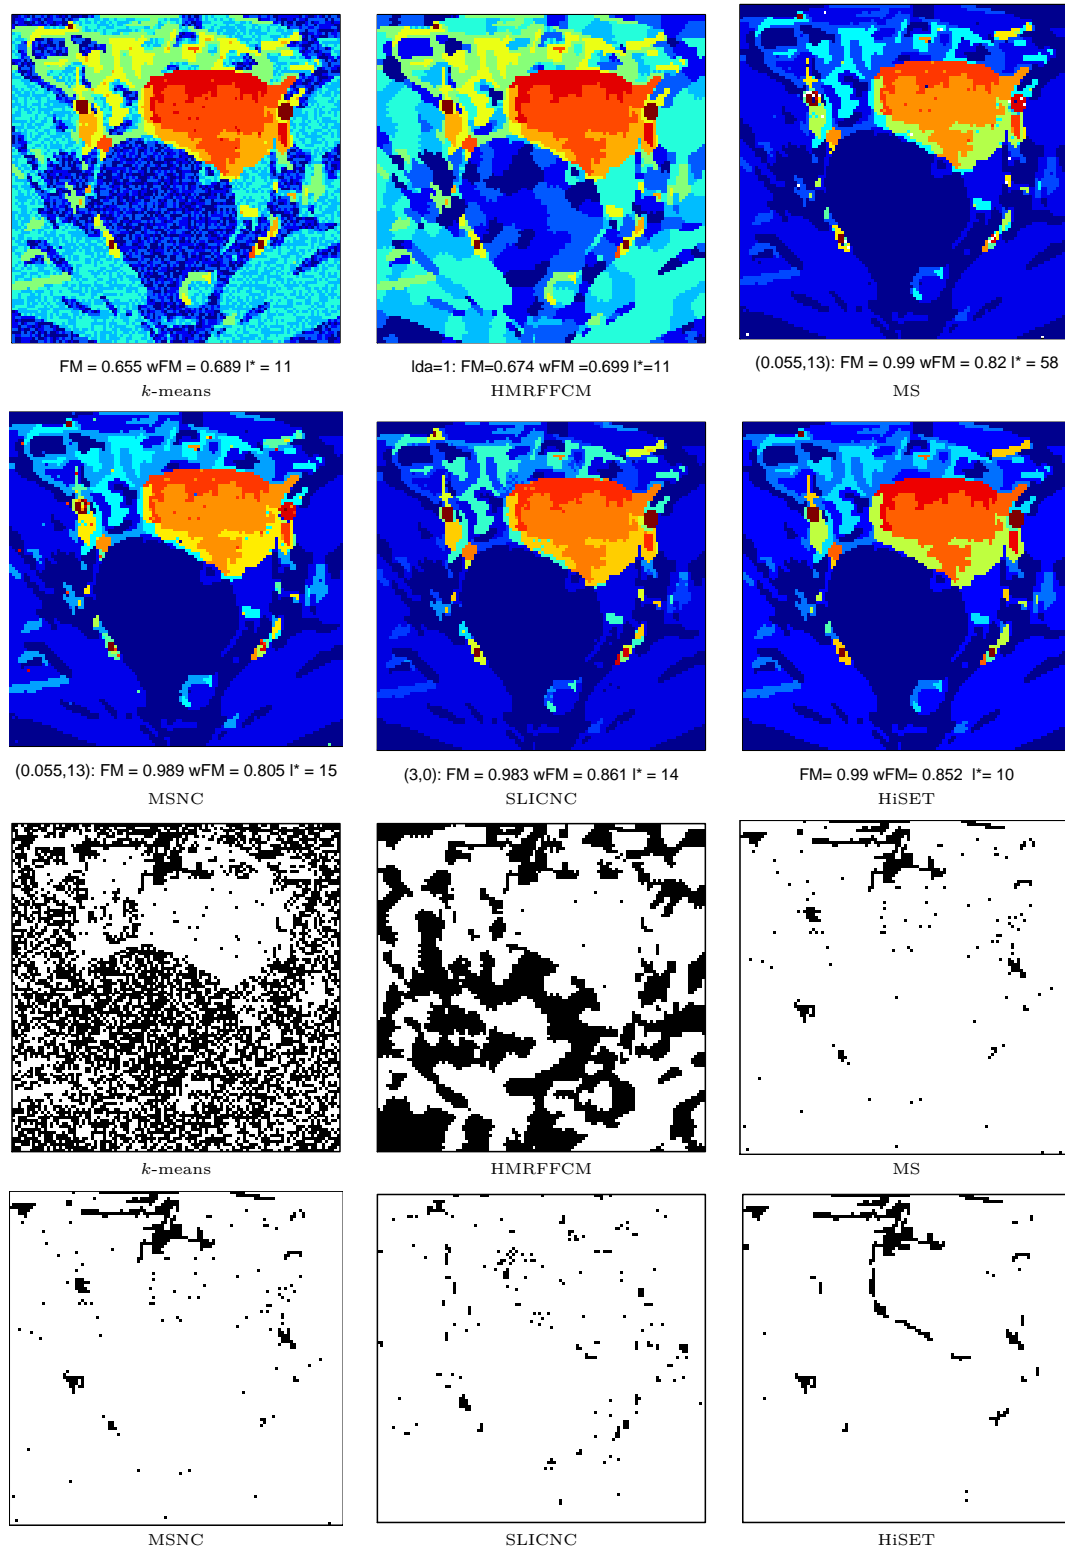 FM = 0.655 wFM = 0.689 l* = 11
lda=1: FM=0.674 wFM =0.699 l*=11
(0.055,13): FM = 0.99 wFM = 0.82 l* = 58
k-means
HMRFFCM
MS
(0.055,13): FM = 0.989 wFM = 0.805 l* = 15
(3,0): FM = 0.983 wFM = 0.861 l* = 14
FM= 0.99 wFM= 0.852 l*= 10
MSNC
SLICNC
HiSET
k-means
HMRFFCM
MS
MSNC
SLICNC
HiSET